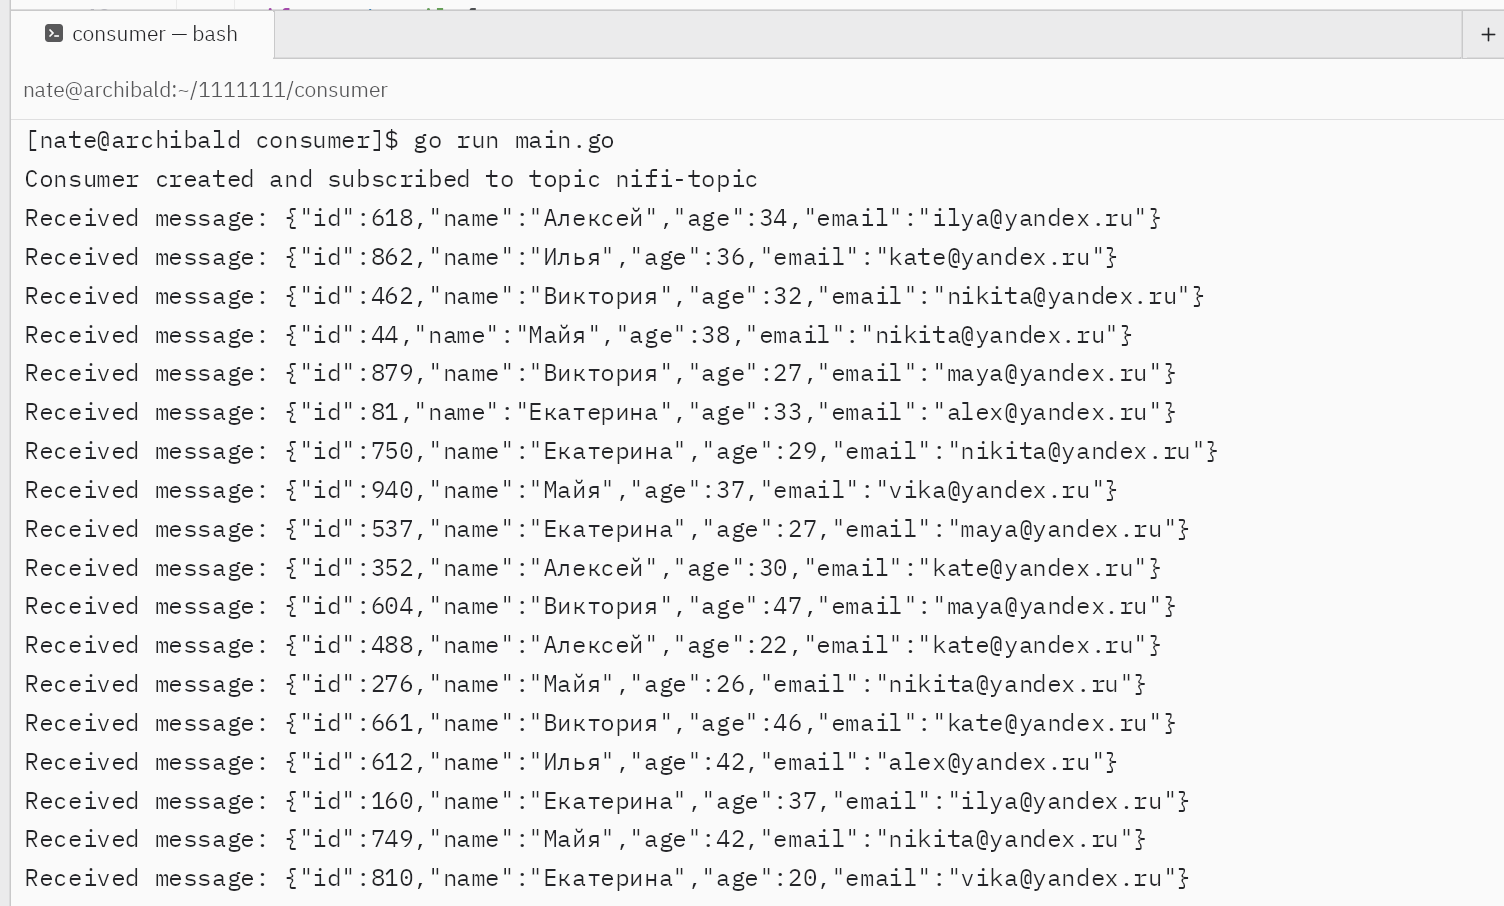 consumer — bash
+
nate@archibald:~/1111111/consumer
[nate@archibald consumer]$ go run main.go
Consumer created and subscribed to topic nifi-topic
Received message: {"id":618,"name":"Алексей","age":34,"email":"ilya@yandex.ru"}
Received message: {"id":862,"name":"Илья","age":36,"email":"kate@yandex.ru"}
Received message: {"id":462,"name":"Виктория","age":32,"email":"nikita@yandex.ru"}
Received message: {"id":44,"name":"Майя","age":38,"email":"nikita@yandex.ru"}
Received message: {"id":879,"name":"Виктория","age":27,"email":"maya@yandex.ru"}
Received message: {"id":81,"name":"Екатерина","age":33,"email":"alex@yandex.ru"}
Received message: {"id":750,"name":"Екатерина","age":29,"email":"nikita@yandex.ru"}
Received message: {"id":940,"name":"Майя","age":37,"email":"vika@yandex.ru"}
Received message: {"id":537,"name":"Екатерина","age":27,"email":"maya@yandex.ru"}
Received message: {"id":352,"name":"Алексей","age":30,"email":"kate@yandex.ru"}
Received message: {"id":604,"name":"Виктория","age":47,"email":"maya@yandex.ru"}
Received message: {"id":488,"name":"Алексей","age":22,"email":"kate@yandex.ru"}
Received message: {"id":276,"name":"Майя","age":26,"email":"nikita@yandex.ru"}
Received message: {"id":661,"name":"Виктория","age":46,"email":"kate@yandex.ru"}
Received message: {"id":612,"name":"Илья","age":42,"email":"alex@yandex.ru"}
Received message: {"id":160,"name":"Екатерина","age":37,"email":"ilya@yandex.ru"}
Received message: {"id":749,"name":"Майя","age":42,"email":"nikita@yandex.ru"}
Received message: {"id":810,"name":"Екатерина","age":20,"email":"vika@yandex.ru"}